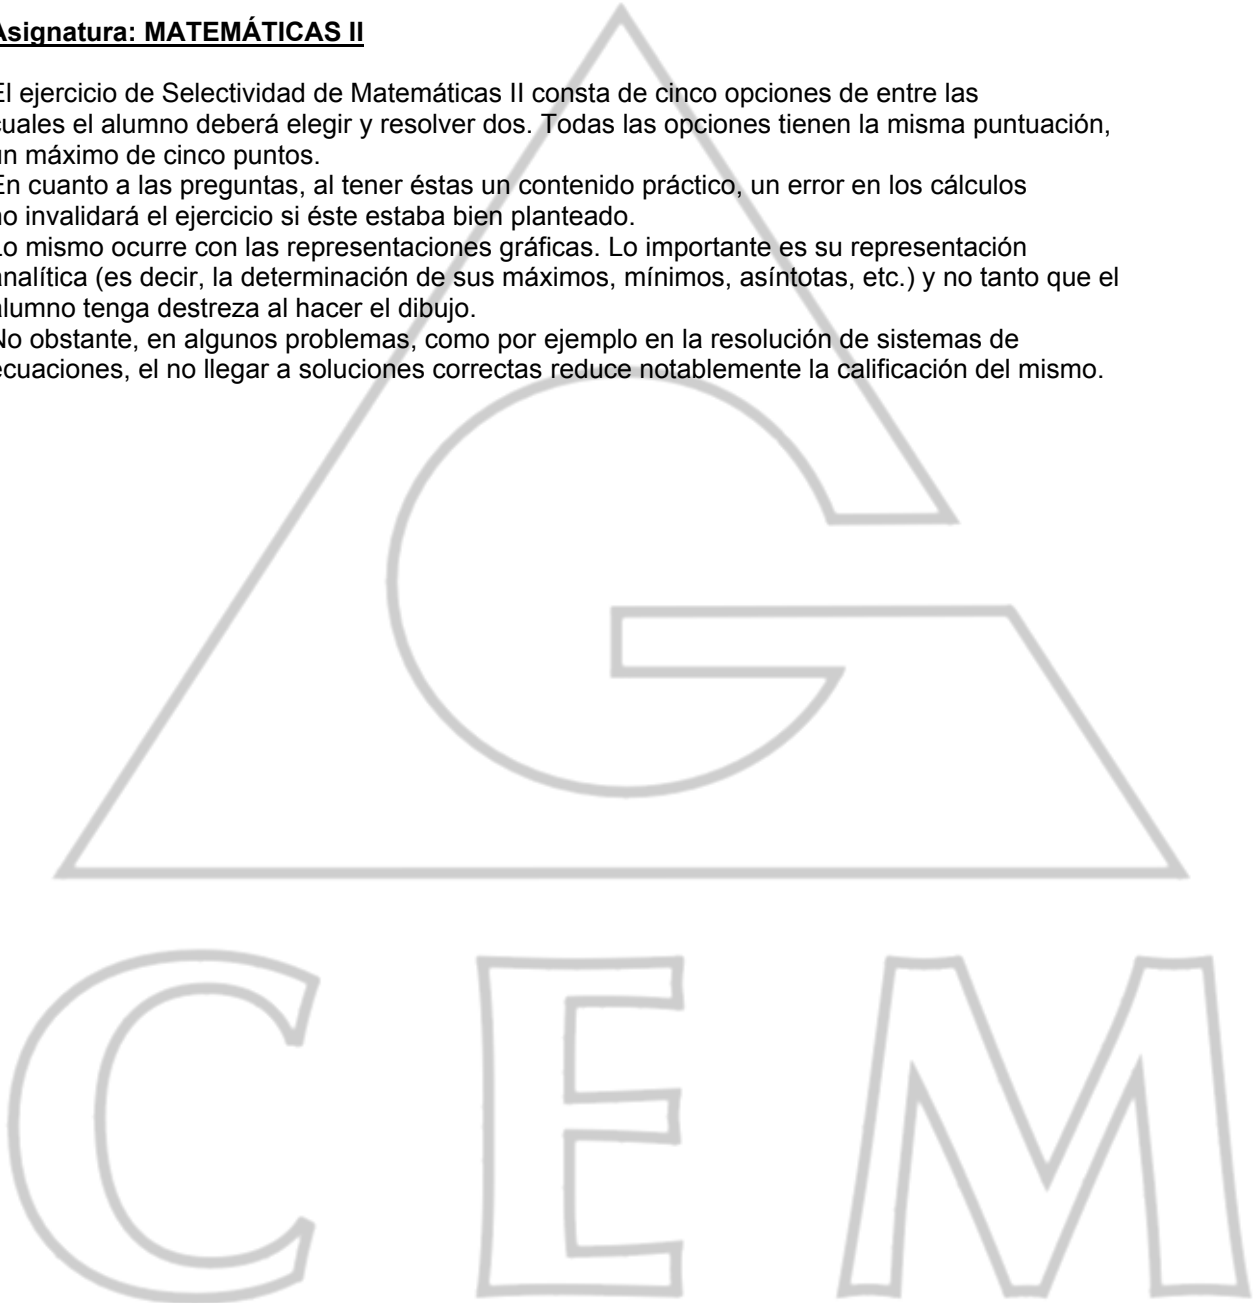 Asignatura: MATEMÁTICAS II
El ejercicio de Selectividad de Matemáticas II consta de cinco opciones de entre las
cuales el alumno deberá elegir y resolver dos. Todas las opciones tienen la misma puntuación,
un máximo de cinco puntos.
En cuanto a las preguntas, al tener éstas un contenido práctico, un error en los cálculos
no invalidará el ejercicio si éste estaba bien planteado.
Lo mismo ocurre con las representaciones gráficas. Lo importante es su representación
analítica (es decir, la determinación de sus máximos, mínimos, asíntotas, etc.) y no tanto que el
alumno tenga destreza al hacer el dibujo.
No obstante, en algunos problemas, como por ejemplo en la resolución de sistemas de
ecuaciones, el no llegar a soluciones correctas reduce notablemente la calificación del mismo.
G
CEM